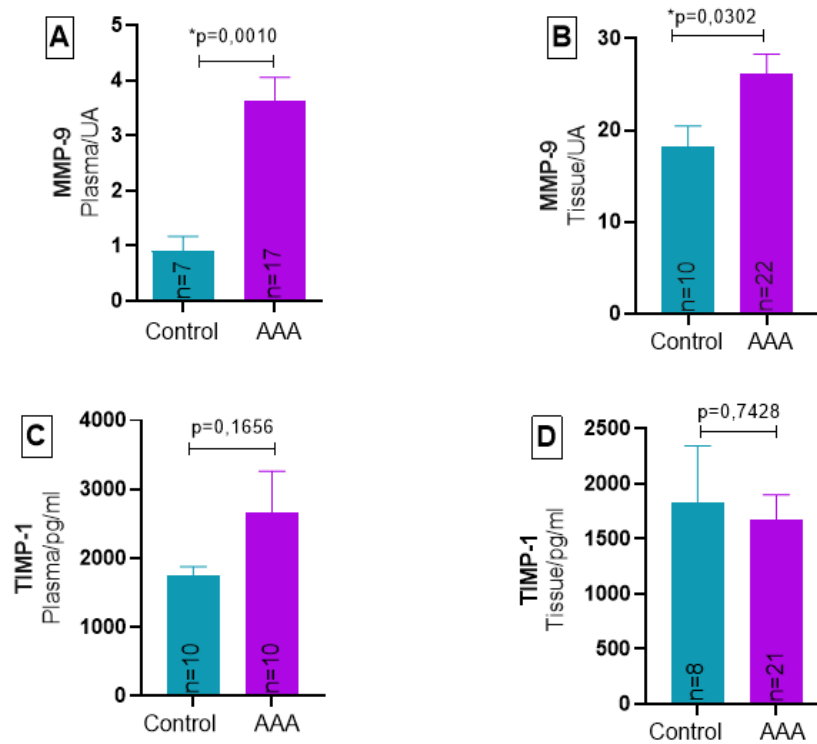 A
*p=0,0010
5
4
3
2
1
0
MMP-9
Plasma/UA
n=7
n=17
Control
AAA
B
*p=0,0302
30
20
10
0
MMP-9
Tissue/UA
n=10
n=22
Control
AAA
C
p=0,1656
4000
3000
2000
1000
0
TIMP-1
Plasma/pg/ml
n=10
n=10
Control
AAA
D
p=0,7428
2500
2000
1500
1000
500
0
TIMP-1
Tissue/pg/ml
n=8
n=21
Control
AAA